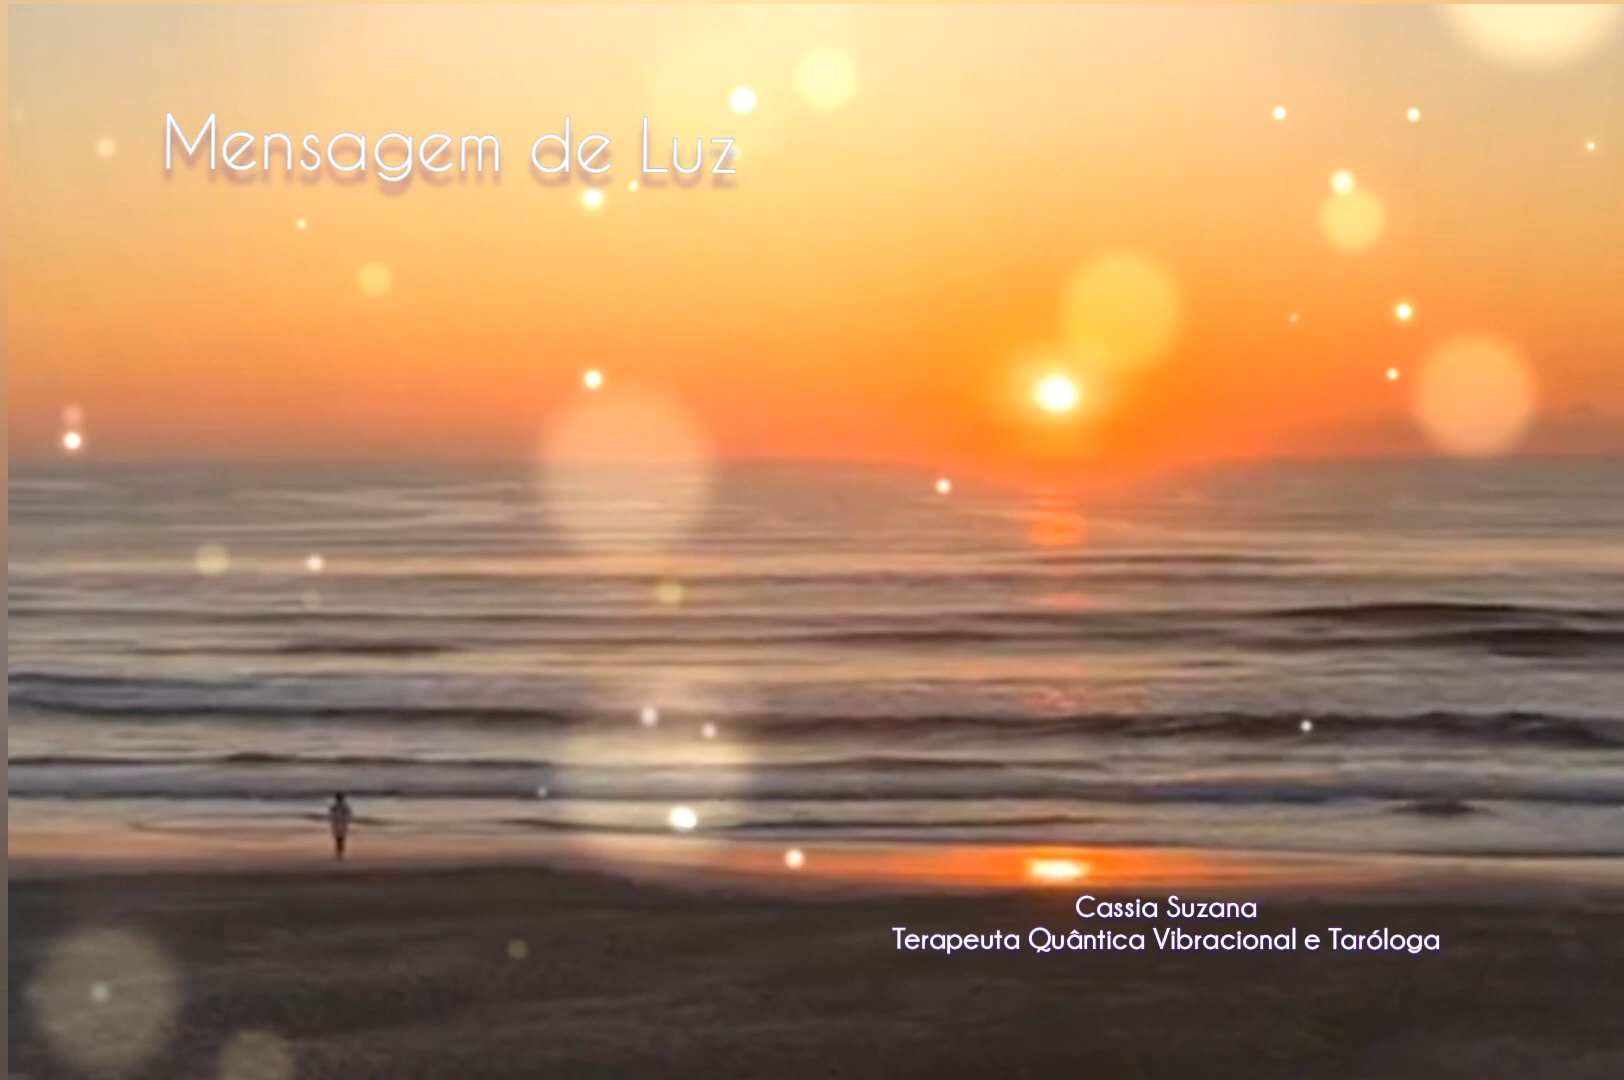 Mensagem de Luz
Cassia Suzana
Terapeuta Quântica Vibracional e Taróloga